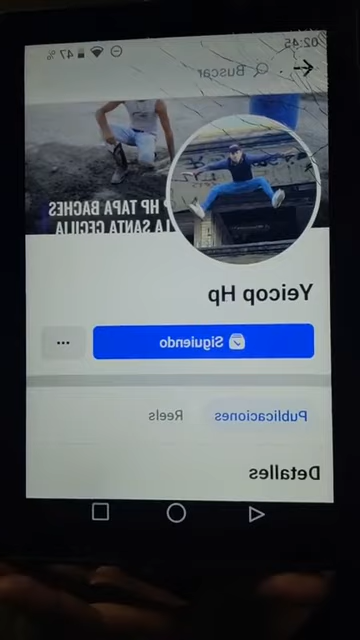 02:45
47 %
Buscar
P HP TAPA BACHES
LA SANTA CECILIA
Yeicop Hp
Siguiendo
Publicaciones
Reels
Detalles